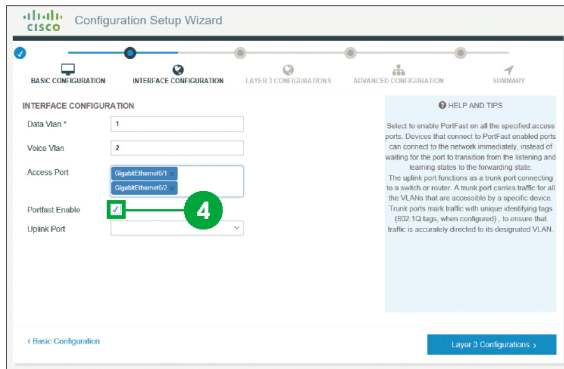 CISCO
Configuration Setup Wizard
BASIC CONFIGURATION
INTERFACE CONFIGURATION
LAYER 3 CONFIGURATIONS
ADVANCED CONFIGURATION
SUMMARY
INTERFACE CONFIGURATION
Data Vlan *
1
Voice Vlan
2
Access Port
GigabitEthernet0/1 ×
GigabitEthernet0/2 ×
Portfast Enable
4
Uplink Port
HELP AND TIPS
Select to enable PortFast on all the specified access
ports. Devices that connect to PortFast enabled ports
can connect to the network immediately, instead of
waiting for the port to transition from the listening and
learning states to the forwarding state.
The uplink port functions as a trunk port connecting
to a switch or router. A trunk port carries traffic for all
the VLANs that are accessible by a specific device.
Trunk ports mark traffic with unique identifying tags
(802.1Q tags, when configured) , to ensure that
traffic is accurately directed to its designated VLAN.
‹ Basic Configuration
Layer 3 Configurations ›